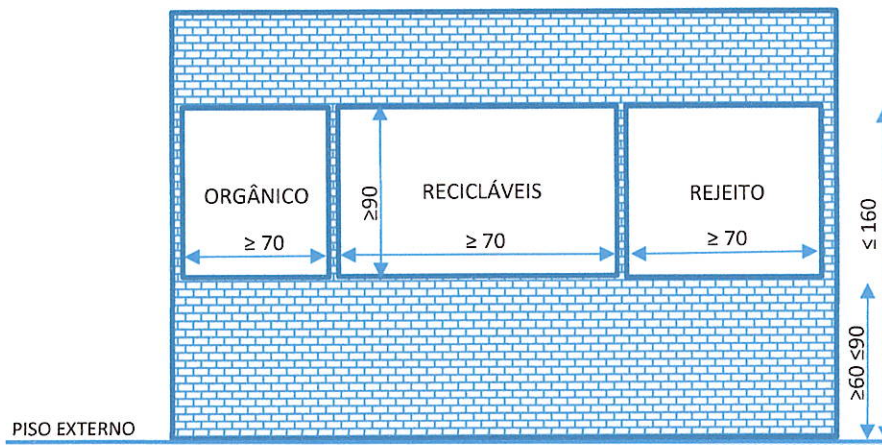 ORGÂNICO
≥ 70
≥90
RECICLÁVEIS
≥ 70
REJEITO
≥ 70
≤ 160
≥60 ≤90
PISO EXTERNO